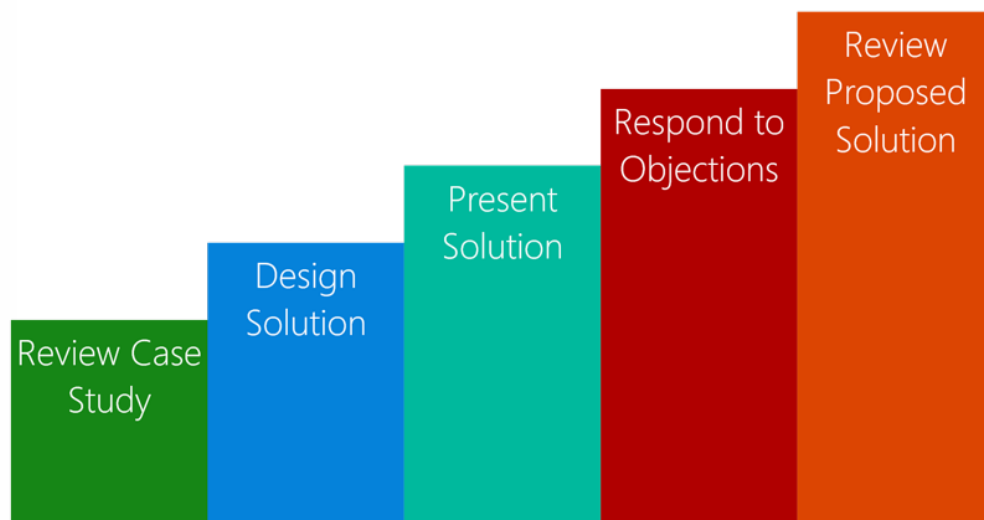 Review Case
Study
Design
Solution
Present
Solution
Respond to
Objections
Review
Proposed
Solution